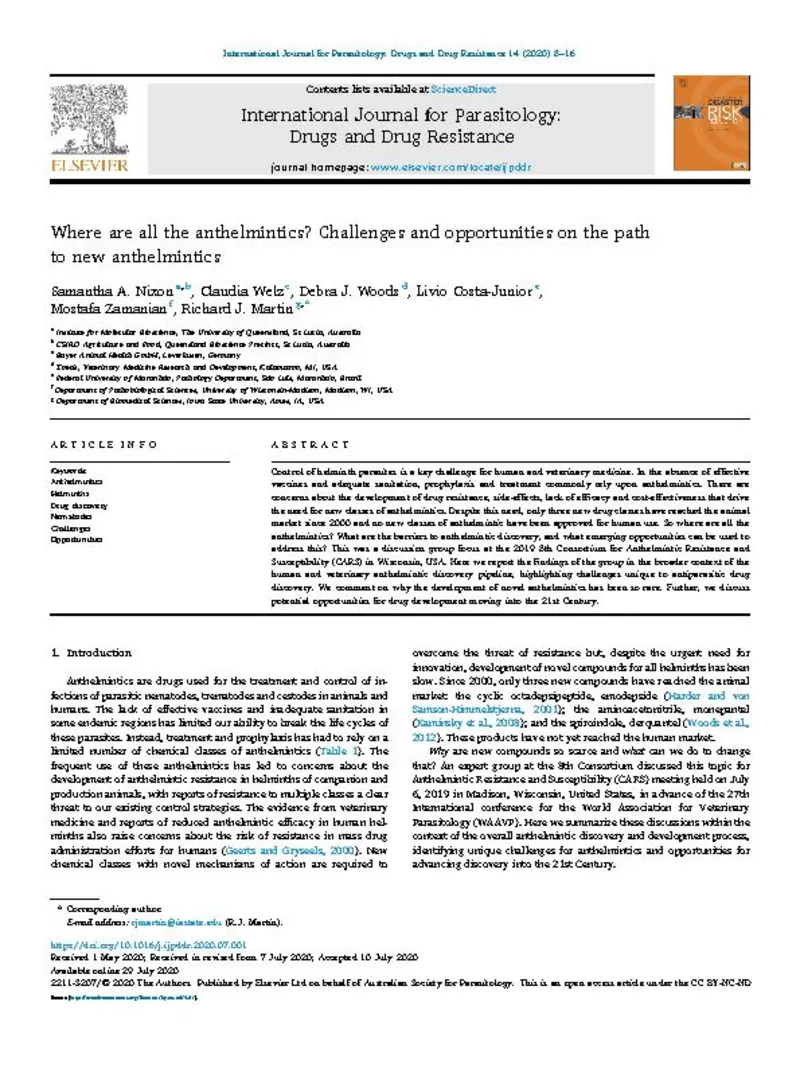 International Journal for Parasitology: Drugs and Drug Resistance 14 (2020) 8–16
Contents lists available at ScienceDirect
International Journal for Parasitology:
Drugs and Drug Resistance
journal homepage: www.elsevier.com/locate/ijpddr
ELSEVIER
DISASTER
RISK
Where are all the anthelmintics? Challenges and opportunities on the path
to new anthelmintics
Samantha A. Nixon a,b, Claudia Welz c, Debra J. Woods d, Livio Costa-Junior e,
Mostafa Zamanian f, Richard J. Martin g,*
a Institute for Molecular Bioscience, The University of Queensland, St Lucia, Australia
b CSIRO Agriculture and Food, Queensland Bioscience Precinct, St Lucia, Australia
c Bayer Animal Health GmbH, Leverkusen, Germany
d Zoetis, Veterinary Medicine Research and Development, Kalamazoo, MI, USA
e Federal University of Maranhão, Pathology Department, São Luís, Maranhão, Brazil
f Department of Pathobiological Sciences, University of Wisconsin-Madison, Madison, WI, USA
g Department of Biomedical Sciences, Iowa State University, Ames, IA, USA
ARTICLE INFO
Keywords
Anthelmintics
Helminths
Drug discovery
Nematodes
Challenges
Opportunities
ABSTRACT
Control of helminth parasites is a key challenge for human and veterinary medicine. In the absence of effective
vaccines and adequate sanitation, prophylaxis and treatment commonly rely upon anthelmintics. There are
concerns about the development of drug resistance, side-effects, lack of efficacy and cost-effectiveness that drive
the need for new classes of anthelmintics. Despite this need, only three new drug classes have reached the animal
market since 2000 and no new classes of anthelmintic have been approved for human use. So where are all the
anthelmintics? What are the barriers to anthelmintic discovery, and what emerging opportunities can be used to
address this? This was a discussion group focus at the 2019 8th Consortium for Anthelmintic Resistance and
Susceptibility (CARS) in Wisconsin, USA. Here we report the findings of the group in the broader context of the
human and veterinary anthelmintic discovery pipeline, highlighting challenges unique to antiparasitic drug
discovery. We comment on why the development of novel anthelmintics has been so rare. Further, we discuss
potential opportunities for drug development moving into the 21st Century.
1. Introduction
Anthelmintics are drugs used for the treatment and control of in-
fections of parasitic nematodes, trematodes and cestodes in animals and
humans. The lack of effective vaccines and inadequate sanitation in
some endemic regions has limited our ability to break the life cycles of
these parasites. Instead, treatment and prophylaxis has had to rely on a
limited number of chemical classes of anthelmintics (Table 1). The
frequent use of these anthelmintics has led to concerns about the
development of anthelmintic resistance in helminths of companion and
production animals, with reports of resistance to multiple classes a clear
threat to our existing control strategies. The evidence from veterinary
medicine and reports of reduced anthelmintic efficacy in human hel-
minths also raise concerns about the risk of resistance in mass drug
administration efforts for humans (Geerts and Gryseels, 2000). New
chemical classes with novel mechanisms of action are required to
overcome the threat of resistance but, despite the urgent need for
innovation, development of novel compounds for all helminths has been
slow. Since 2000, only three new compounds have reached the animal
market: the cyclic octadepsipeptide, emodepside (Harder and von
Samson-Himmelstjerna, 2001); the aminoacetonitrile, monepantel
(Kaminsky et al., 2008); and the spiroindole, derquantel (Woods et al.,
2012). These products have not yet reached the human market.
Why are new compounds so scarce and what can we do to change
that? An expert group at the 8th Consortium discussed this topic for
Anthelmintic Resistance and Susceptibility (CARS) meeting held on July
6, 2019 in Madison, Wisconsin, United States, in advance of the 27th
International conference for the World Association for Veterinary
Parasitology (WAAVP). Here we summarize these discussions within the
context of the overall anthelmintic discovery and development process,
identifying unique challenges for anthelmintics and opportunities for
advancing discovery into the 21st Century.
* Corresponding author.
E-mail address: rjmartin@iastate.edu (R.J. Martin).
https://doi.org/10.1016/j.ijpddr.2020.07.001
Received 1 May 2020; Received in revised form 7 July 2020; Accepted 10 July 2020
Available online 29 July 2020
2211-3207/© 2020 The Authors. Published by Elsevier Ltd on behalf of Australian Society for Parasitology. This is an open access article under the CC BY-NC-ND